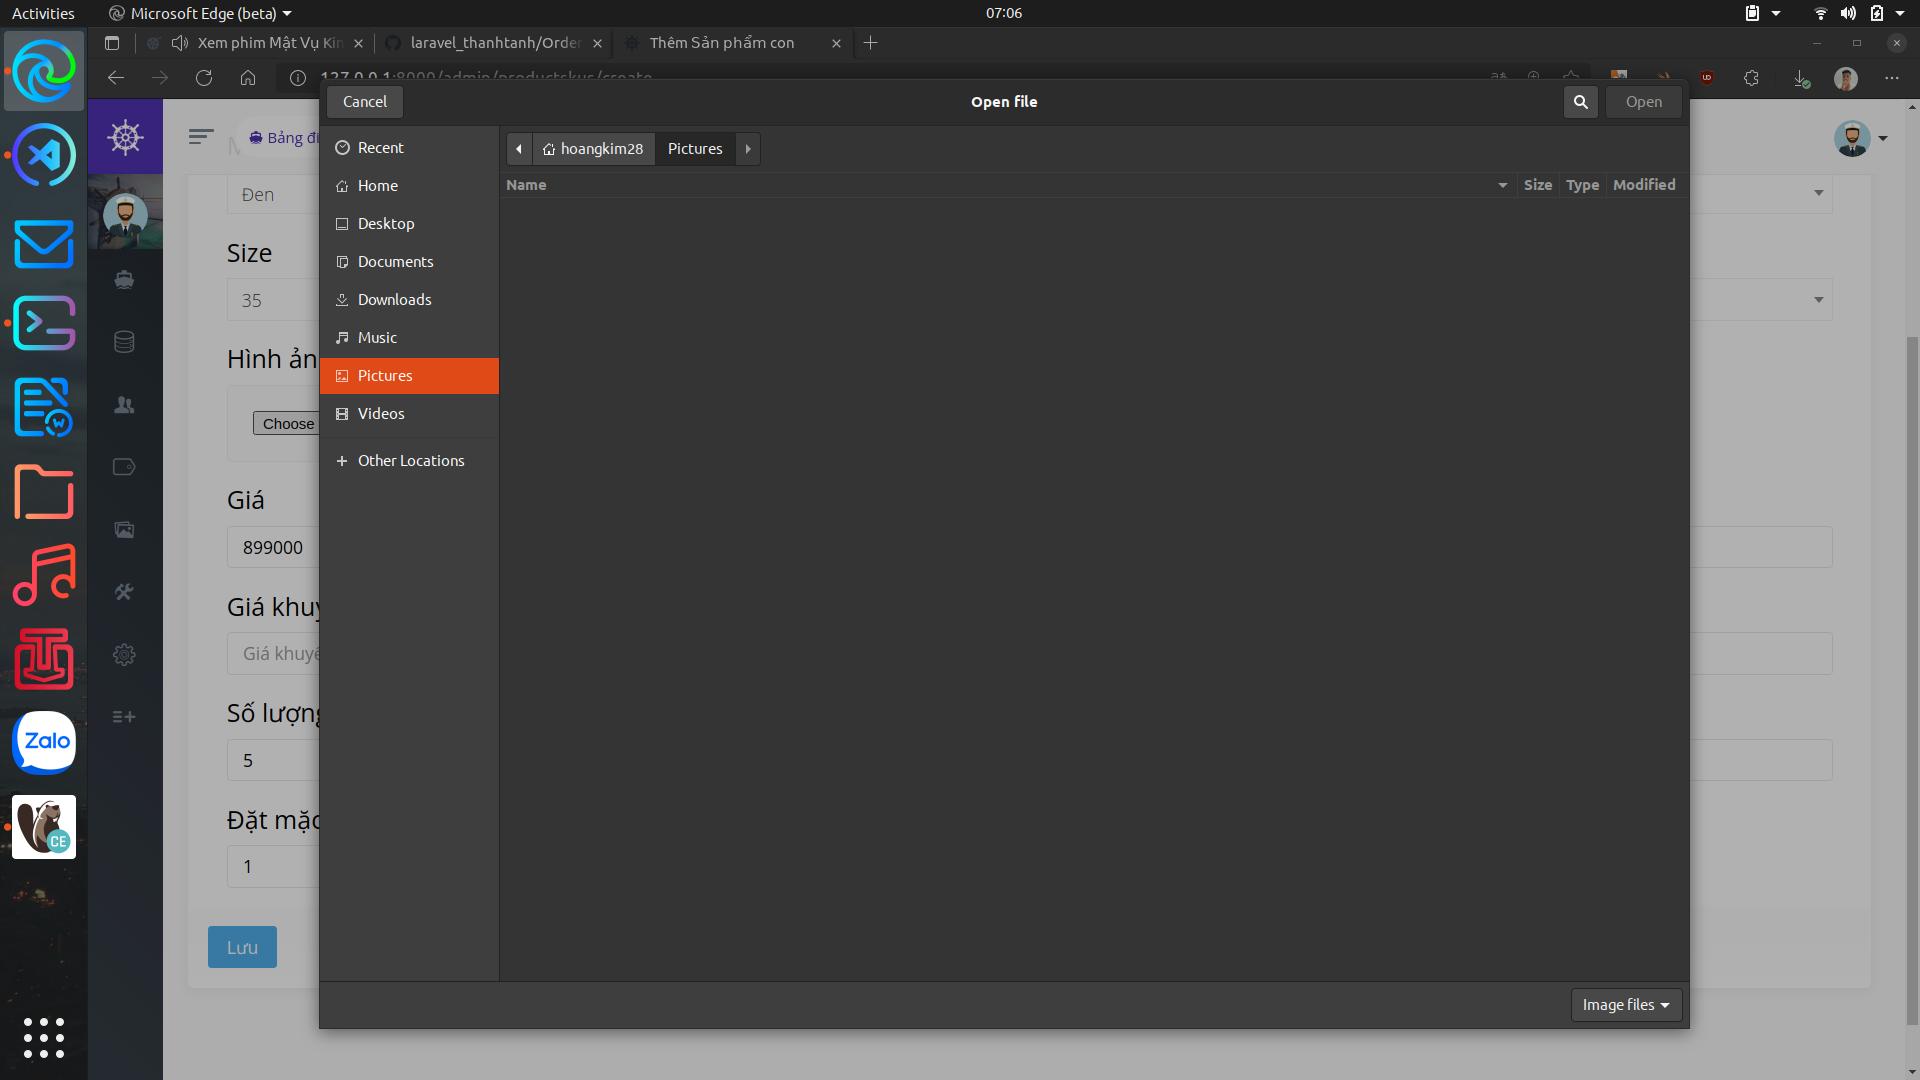 Activities
Microsoft Edge (beta)
07:06
Xem phim Mật Vụ Kin
laravel_thanhtanh/Order
Thêm Sản phẩm con
127.0.0.1:8000/admin/productskus/create
Cancel
Open file
Open
Bảng đi
Recent
Home
Desktop
Documents
Downloads
Music
Pictures
Videos
Other Locations
hoangkim28
Pictures
Name
Size
Type
Modified
Đen
Size
35
Hình ản
Choose
Giá
899000
Giá khuy
Giá khuyế
Số lượng
5
Đặt mặc
1
Lưu
Image files
Zalo
CE